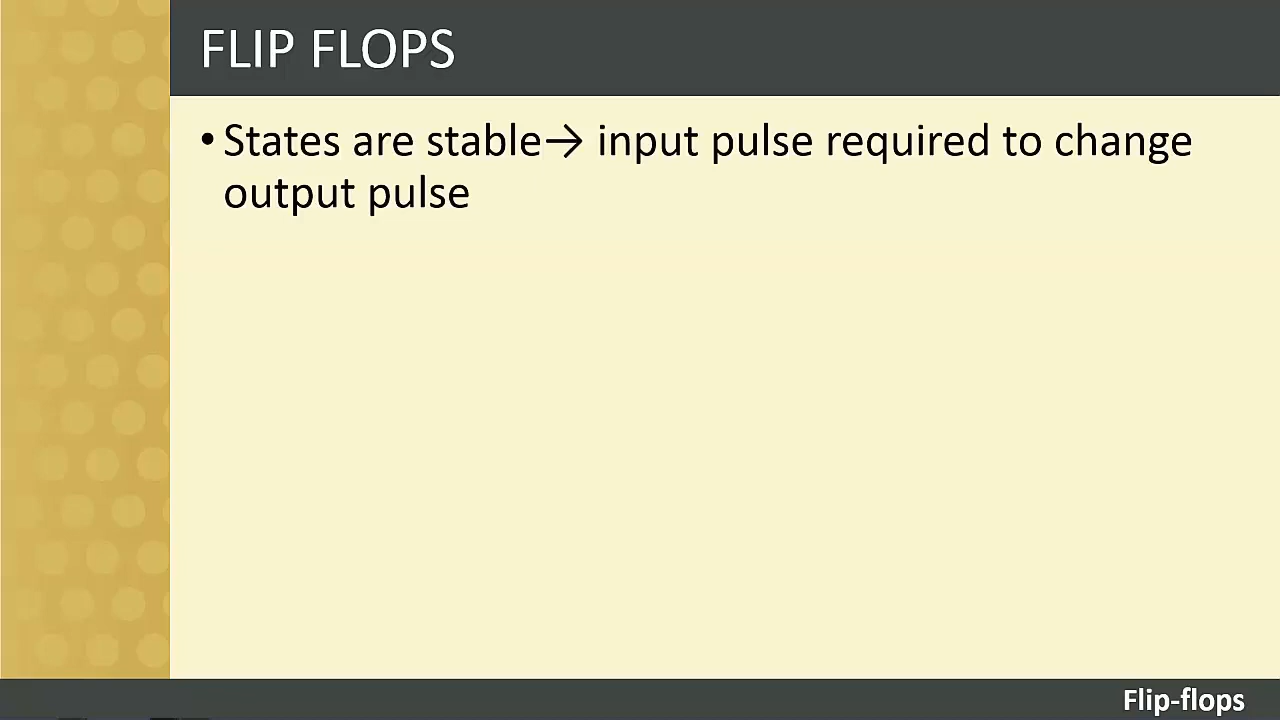 FLIP FLOPS
• States are stable→ input pulse required to change
output pulse
Flip-flops